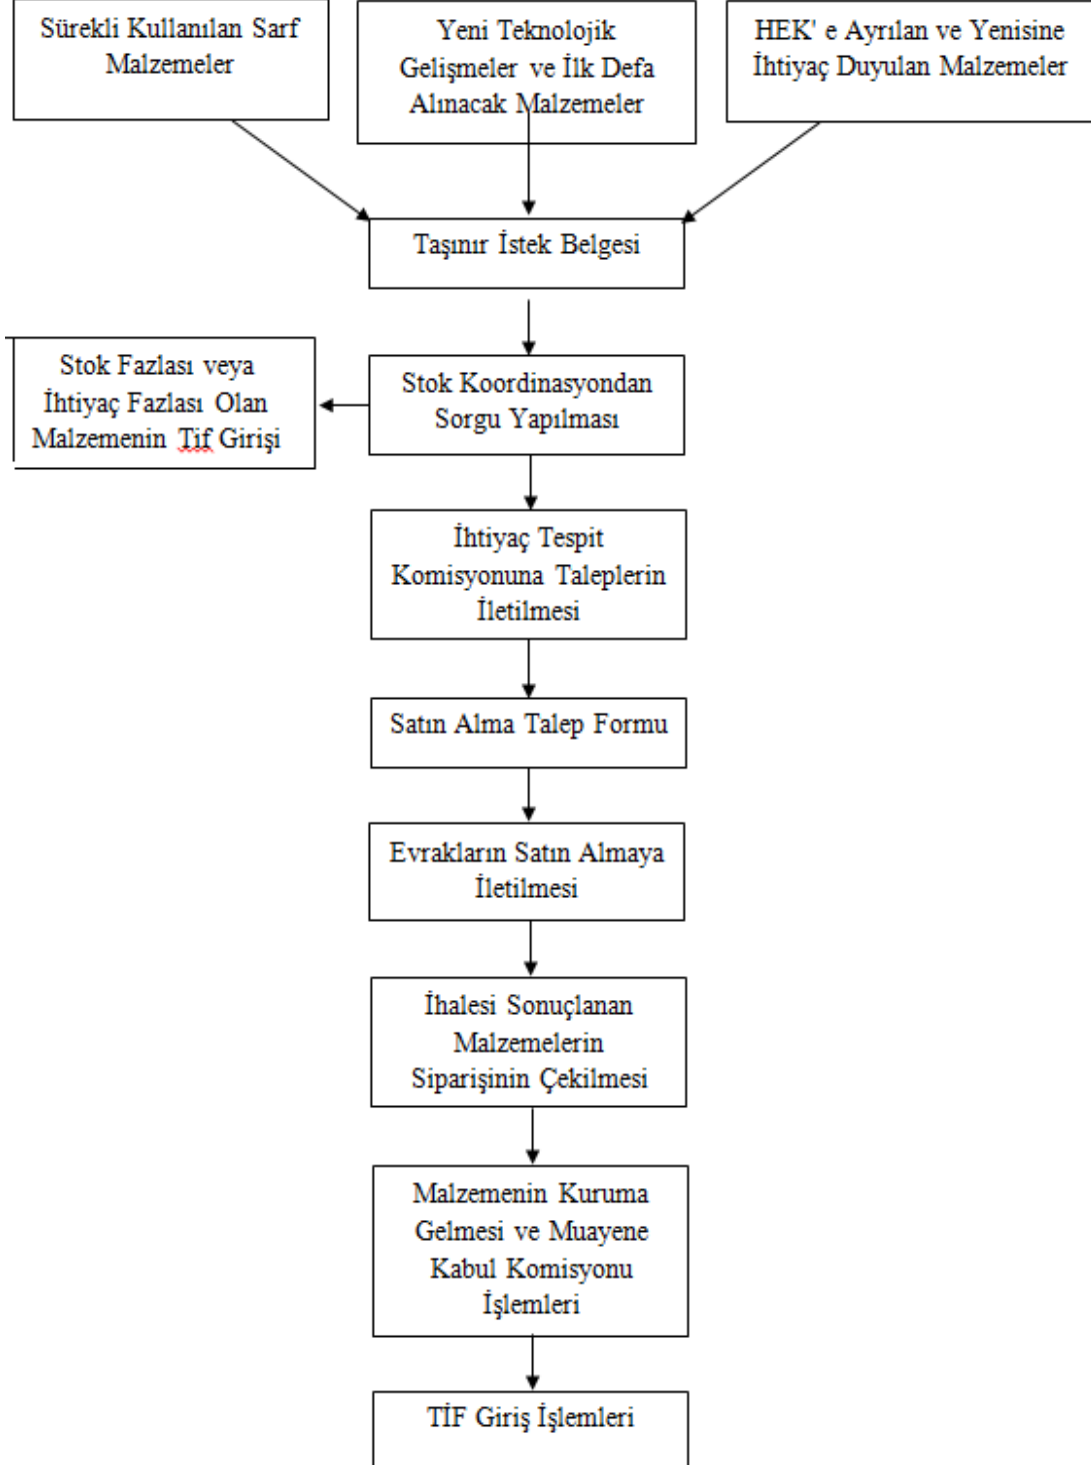 Sürekli Kullanılan Sarf
Malzemeler
Yeni Teknolojik
Gelişmeler ve İlk Defa
Alınacak Malzemeler
HEK' e Ayrılan ve Yenisine
İhtiyaç Duyulan Malzemeler
Taşınır İstek Belgesi
Stok Fazlası veya
İhtiyaç Fazlası Olan
Malzemenin Tif Girişi
Stok Koordinasyondan
Sorgu Yapılması
İhtiyaç Tespit
Komisyonuna Taleplerin
İletilmesi
Satın Alma Talep Formu
Evrakların Satın Almaya
İletilmesi
İhalesi Sonuçlanan
Malzemelerin
Siparişinin Çekilmesi
Malzemenin Kuruma
Gelmesi ve Muayene
Kabul Komisyonu
İşlemleri
TİF Giriş İşlemleri